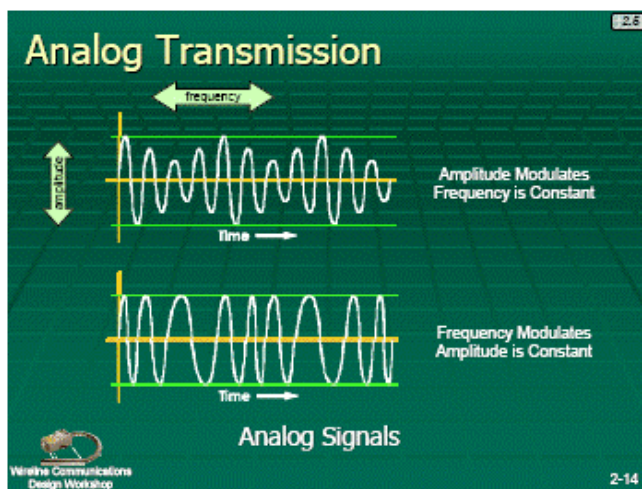 2.6
Analog Transmission
frequency
amplitude
Amplitude Modulates
Frequency is Constant
Time
Frequency Modulates
Amplitude is Constant
Time
Analog Signals
Wireline Communications
Design Workshop
2-14